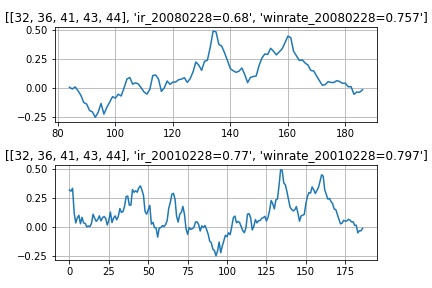 [[32, 36, 41, 43, 44], 'ir_20080228=0.68', 'winrate_20080228=0.757']
0.50
0.25
0.00
−0.25
80 100 120 140 160 180
[[32, 36, 41, 43, 44], 'ir_20010228=0.77', 'winrate_20010228=0.797']
0.50
0.25
0.00
−0.25
0 25 50 75 100 125 150 175